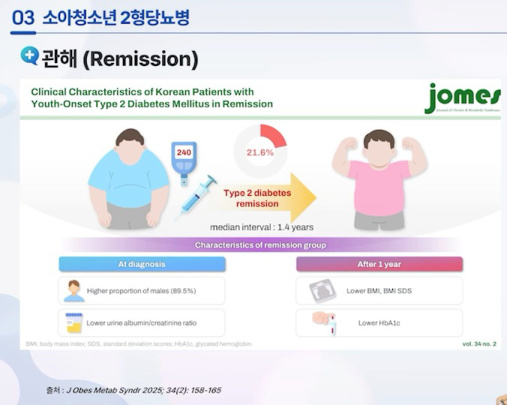 03 소아청소년 2형당뇨병
관해 (Remission)
Clinical Characteristics of Korean Patients with
Youth-Onset Type 2 Diabetes Mellitus in Remission
jomes
240
21.6%
Type 2 diabetes
remission
median interval : 1.4 years
Characteristics of remission group
At diagnosis
After 1 year
Higher proportion of males (89.5%)
Lower BMI, BMI SDS
Lower urine albumin/creatinine ratio
Lower HbA1c
BMI: body mass index; SDS, standard deviation scores; HbA1c, glycated hemoglobin.
vol. 34 no. 2
출처 : J Obes Metab Syndr 2025; 34(2): 158-165